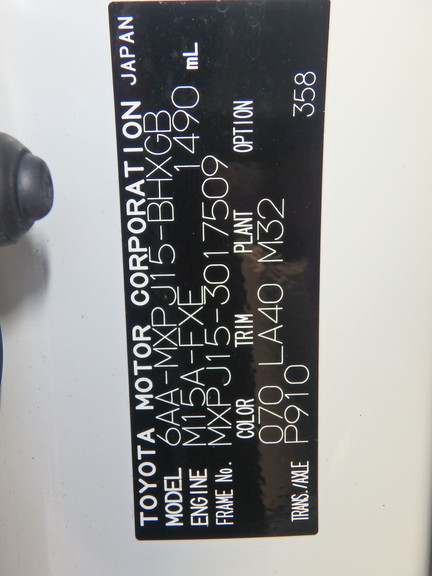 TOYOTA MOTOR CORPORATION JAPAN
MODEL 6AA-MXPJ15-BHXGB
ENGINE M15A-FXE 1490 mL
FRAME No. MXPJ15-3017509
COLOR TRIM PLANT OPTION
070 LA40 M32
TRANS./AXLE P910 358